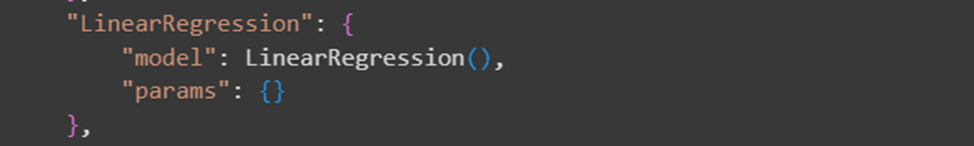 "LinearRegression": {
"model": LinearRegression(),
"params": {}
},